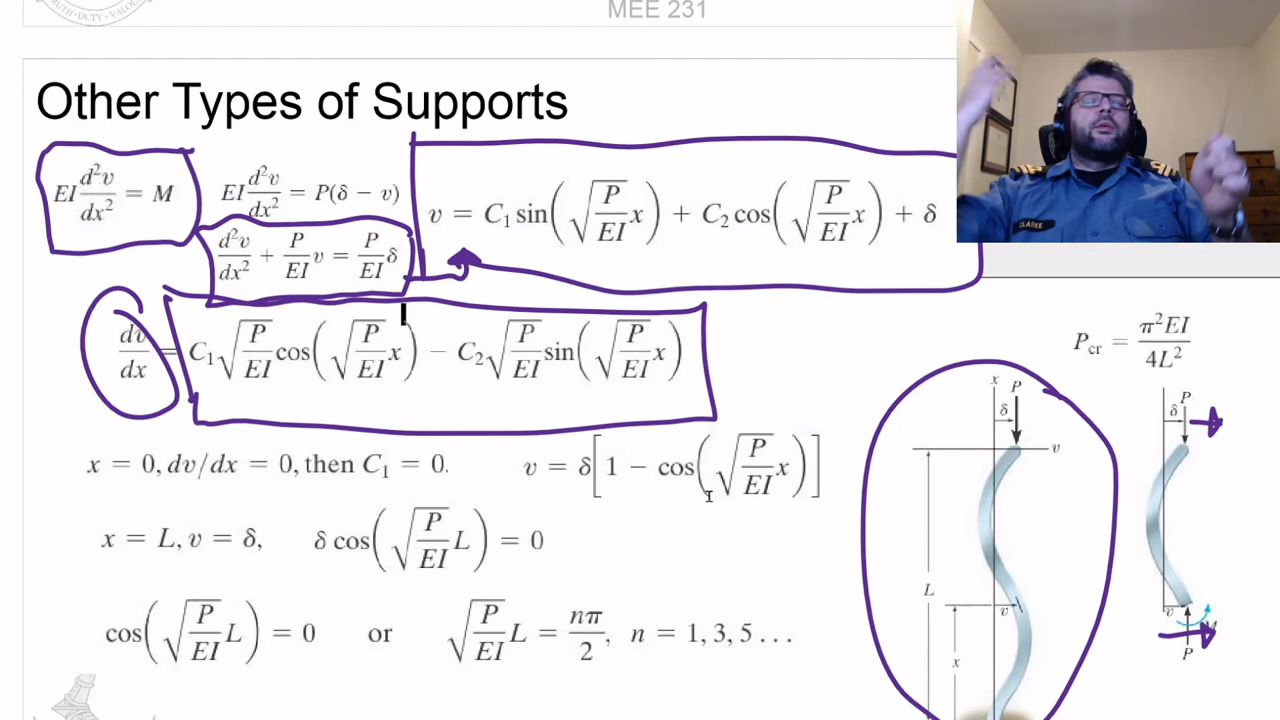 MEE 231
TRUTH·DUTY·VALOUR
Other Types of Supports
EI d²v/dx² = M
EI d²v/dx² = P(δ − v)
v = C₁ sin(√(P/EI) x) + C₂ cos(√(P/EI) x) + δ
d²v/dx² + P/EI v = P/EI δ
dv/dx = C₁√(P/EI) cos(√(P/EI) x) − C₂√(P/EI) sin(√(P/EI) x)
x = 0, dv/dx = 0, then C₁ = 0.
v = δ[1 − cos(√(P/EI) x)]
x = L, v = δ,
δ cos(√(P/EI) L) = 0
cos(√(P/EI) L) = 0 or √(P/EI) L = nπ/2, n = 1, 3, 5 . . .
CLARKE
P_cr = π²EI/4L²
x
P
δ
v
L
v
x
P
δ
v
P